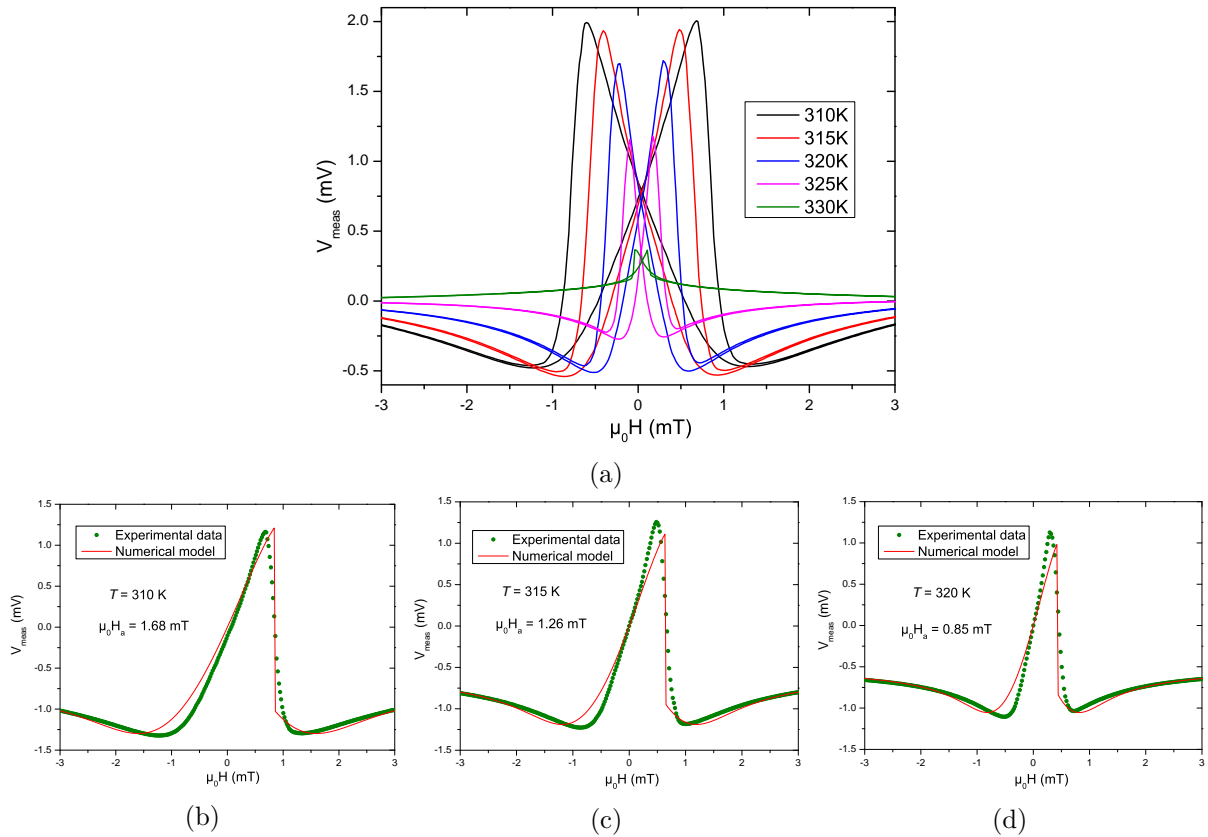 2.0
1.5
1.0
0.5
0.0
-0.5
V_meas (mV)
310K
315K
320K
325K
330K
-3 -2 -1 0 1 2 3
μ₀H (mT)
(a)
1.5
1.0
0.5
0.0
-0.5
-1.0
-1.5
V_meas (mV)
Experimental data
Numerical model
T = 310 K
μ₀Hₐ = 1.68 mT
-3 -2 -1 0 1 2 3
μ₀H (mT)
(b)
1.5
1.0
0.5
0.0
-0.5
-1.0
-1.5
V_meas (mV)
Experimental data
Numerical model
T = 315 K
μ₀Hₐ = 1.26 mT
-3 -2 -1 0 1 2 3
μ₀H (mT)
(c)
1.5
1.0
0.5
0.0
-0.5
-1.0
-1.5
V_meas (mV)
Experimental data
Numerical model
T = 320 K
μ₀Hₐ = 0.85 mT
-3 -2 -1 0 1 2 3
μ₀H (mT)
(d)